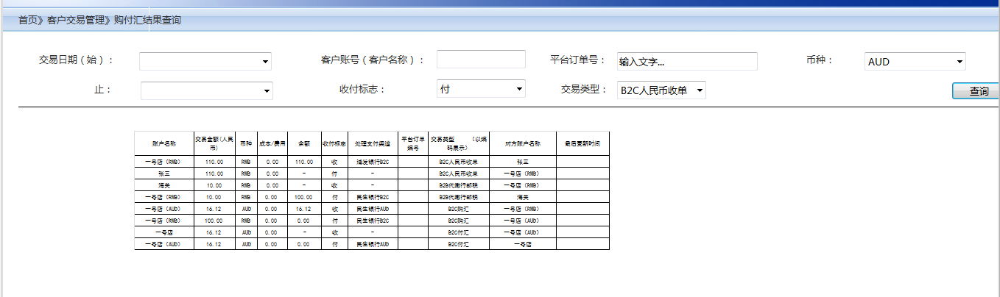 首页》客户交易管理》购付汇结果查询
交易日期（始）： 客户账号（客户名称）： 平台订单号： 输入文字... 币种： AUD
止： 收付标志： 付 交易类型： B2C人民币收单 查询
账户名称 交易金额(人民币) 币种 成本/费用 余额 收付标志 处理支付渠道 平台订单编号 交易类型 （以编码展示） 对方账户名称 最后更新时间
一号店（RMB） 110.00 RMB 0.00 110.00 收 浦发银行B2C B2C人民币收单 张三
张三 110.00 RMB 0.00 - 付 - B2C人民币收单 一号店（RMB）
海关 10.00 RMB 0.00 - 收 - B2B代缴行邮税 一号店（RMB）
一号店（RMB） 10.00 RMB 0.00 100.00 付 民生银行B2C B2B代缴行邮税 海关
一号店（AUD） 16.12 AUD 0.00 16.12 收 民生银行AUD B2C购汇 一号店（RMB）
一号店（RMB） 100.00 RMB 0.00 0.00 付 民生银行B2C B2C购汇 一号店（AUD）
一号店 16.12 AUD 0.00 - 收 - B2C付汇 一号店（AUD）
一号店（AUD） 16.12 AUD 0.00 0.00 付 民生银行AUD B2C付汇 一号店